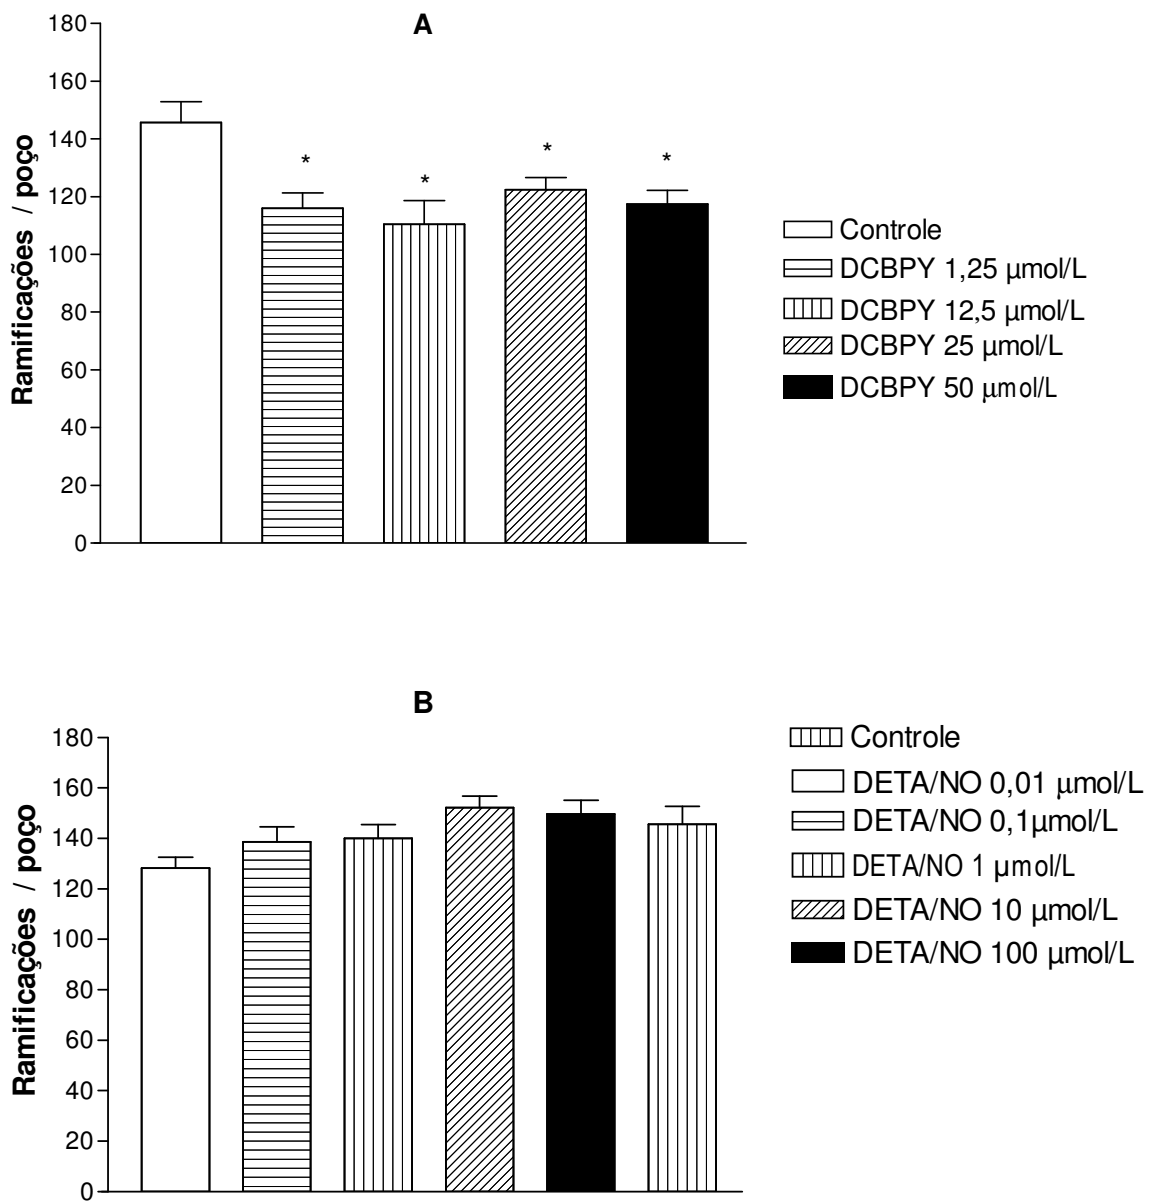 A
180
160
140
120
100
80
60
40
20
0
Ramificações / poço
*
*
*
*
Controle
DCBPY 1,25 µmol/L
DCBPY 12,5 µmol/L
DCBPY 25 µmol/L
DCBPY 50 µmol/L
B
180
160
140
120
100
80
60
40
20
0
Ramificações / poço
Controle
DETA/NO 0,01 µmol/L
DETA/NO 0,1µmol/L
DETA/NO 1 µmol/L
DETA/NO 10 µmol/L
DETA/NO 100 µmol/L